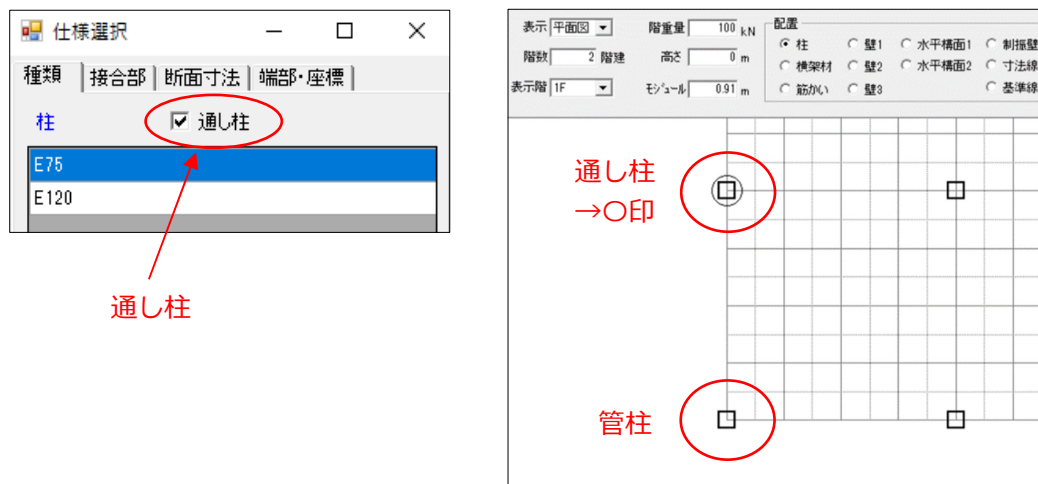 仕様選択
種類 接合部 断面寸法 端部・座標
柱 通し柱
E75
E120
通し柱
表示 平面図 階重量 100 kN 配置
柱 壁1 水平構面1 制振壁
階数 2 階建 高さ 0 m
横架材 壁2 水平構面2 寸法線
表示階 1F モジュール 0.91 m
筋かい 壁3 基準線
通し柱
→〇印
管柱